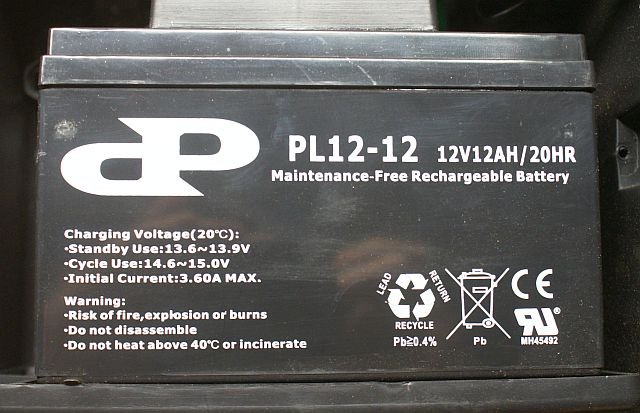 dP
PL12-12 12V12AH/20HR
Maintenance-Free Rechargeable Battery
Charging Voltage(20℃):
•Standby Use:13.6~13.9V
•Cycle Use:14.6~15.0V
•Initial Current:3.60A MAX.
Warning:
•Risk of fire,explosion or burns
•Do not disassemble
•Do not heat above 40℃ or incinerate
LEAD RETURN
RECYCLE
Pb≧0.4%
Pb
CE
RU
MH45492